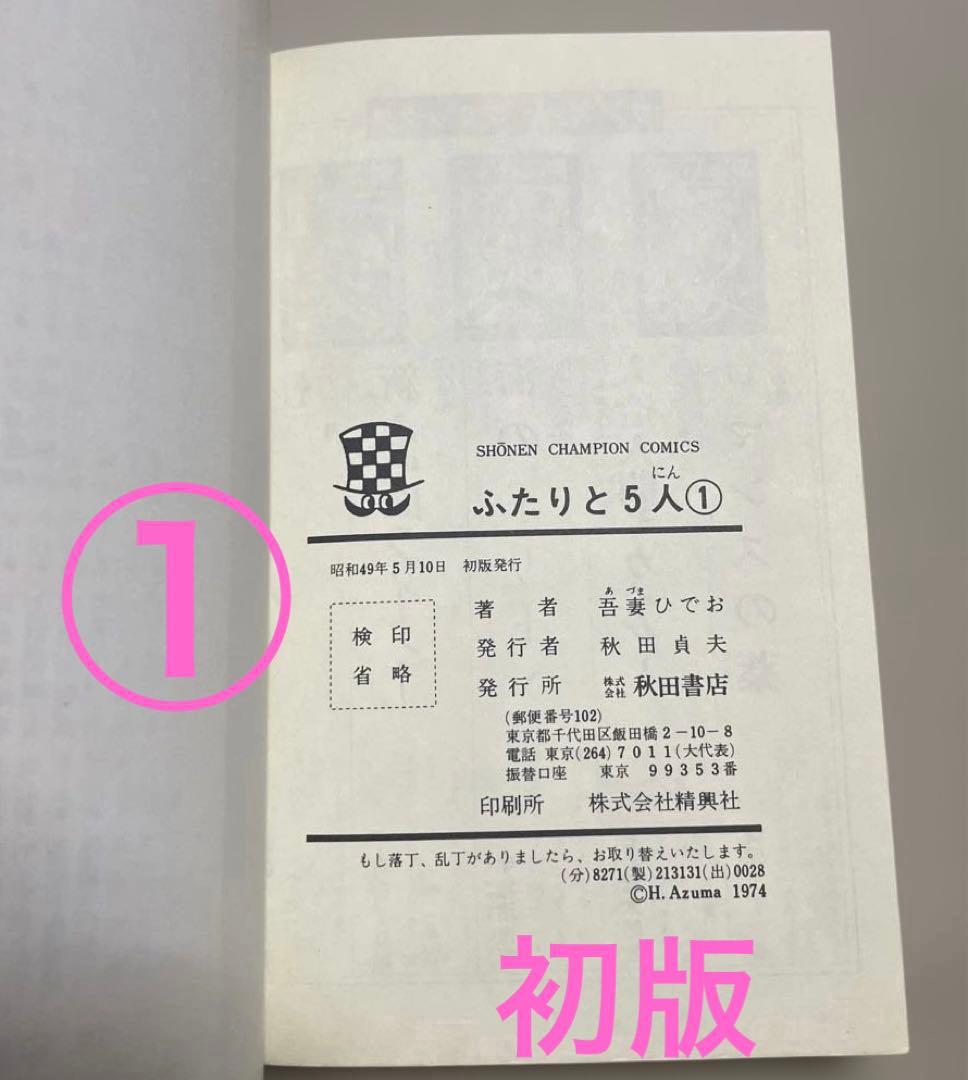 SHŌNEN CHAMPION COMICS
にん
ふたりと5人①
昭和49年5月10日 初版発行
検印
省略
あづま
著者 吾妻ひでお
発行者 秋田貞夫
発行所 株式会社 秋田書店
(郵便番号102)
東京都千代田区飯田橋2-10-8
電話 東京(264)7011(大代表)
振替口座 東京 99353番
印刷所 株式会社精興社
もし落丁、乱丁がありましたら、お取り替えいたします。
(分)8271(製)213131(出)0028
©H. Azuma 1974
①
初版